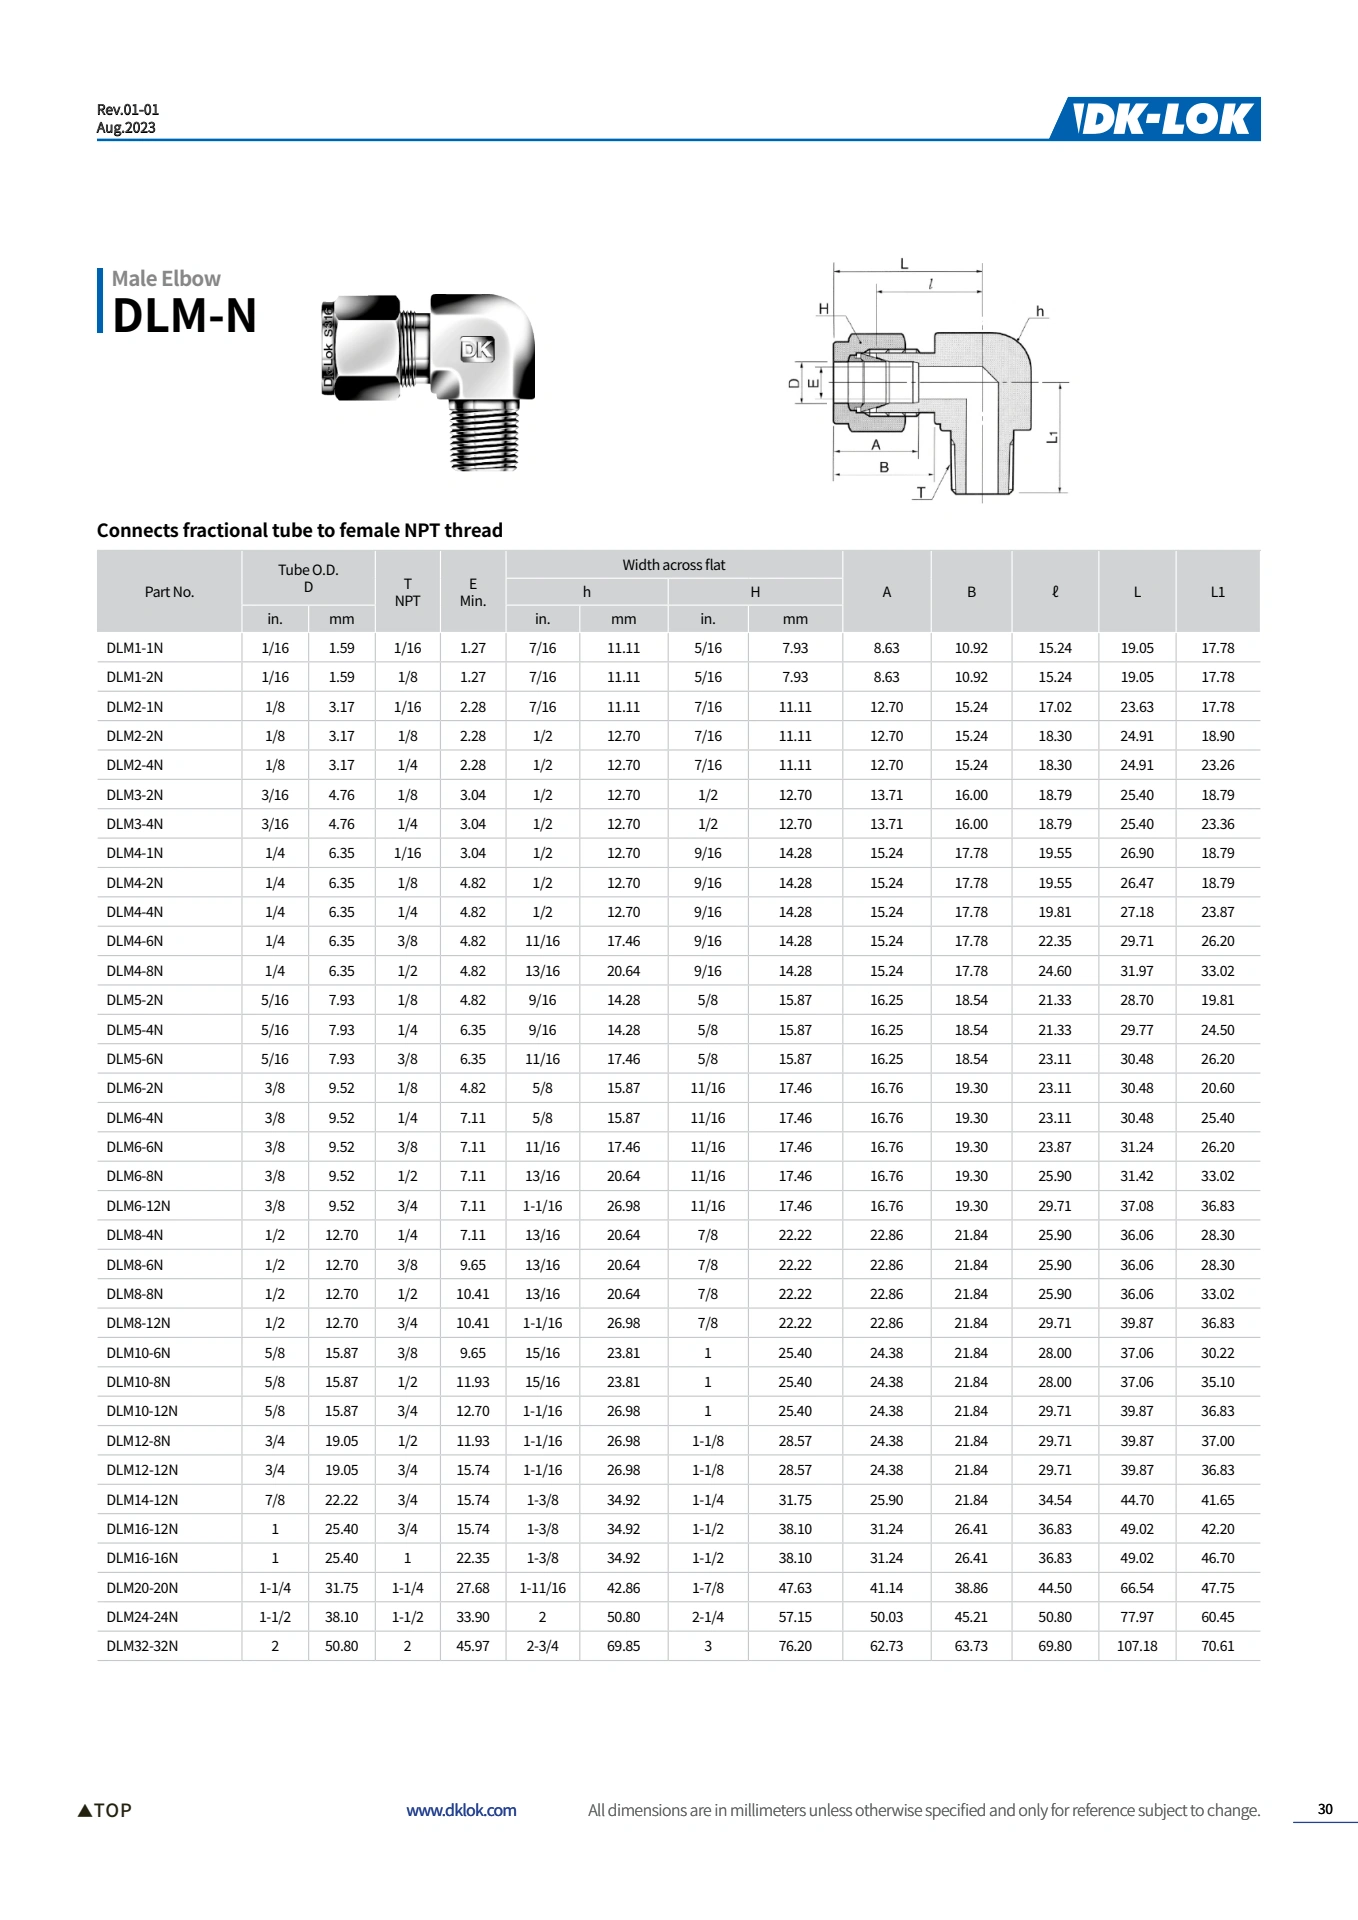 Rev.01-01
Aug.2023
DK-LOK
Male Elbow
DLM-N
DK-Lok S316
DK
L
l
H
h
D
E
L1
A
B
T
Connects fractional tube to female NPT thread
Part No. Tube O.D. D T NPT E Min. Width across flat A B ℓ L L1
h H
in. mm in. mm in. mm
DLM1-1N 1/16 1.59 1/16 1.27 7/16 11.11 5/16 7.93 8.63 10.92 15.24 19.05 17.78
DLM1-2N 1/16 1.59 1/8 1.27 7/16 11.11 5/16 7.93 8.63 10.92 15.24 19.05 17.78
DLM2-1N 1/8 3.17 1/16 2.28 7/16 11.11 7/16 11.11 12.70 15.24 17.02 23.63 17.78
DLM2-2N 1/8 3.17 1/8 2.28 1/2 12.70 7/16 11.11 12.70 15.24 18.30 24.91 18.90
DLM2-4N 1/8 3.17 1/4 2.28 1/2 12.70 7/16 11.11 12.70 15.24 18.30 24.91 23.26
DLM3-2N 3/16 4.76 1/8 3.04 1/2 12.70 1/2 12.70 13.71 16.00 18.79 25.40 18.79
DLM3-4N 3/16 4.76 1/4 3.04 1/2 12.70 1/2 12.70 13.71 16.00 18.79 25.40 23.36
DLM4-1N 1/4 6.35 1/16 3.04 1/2 12.70 9/16 14.28 15.24 17.78 19.55 26.90 18.79
DLM4-2N 1/4 6.35 1/8 4.82 1/2 12.70 9/16 14.28 15.24 17.78 19.55 26.47 18.79
DLM4-4N 1/4 6.35 1/4 4.82 1/2 12.70 9/16 14.28 15.24 17.78 19.81 27.18 23.87
DLM4-6N 1/4 6.35 3/8 4.82 11/16 17.46 9/16 14.28 15.24 17.78 22.35 29.71 26.20
DLM4-8N 1/4 6.35 1/2 4.82 13/16 20.64 9/16 14.28 15.24 17.78 24.60 31.97 33.02
DLM5-2N 5/16 7.93 1/8 4.82 9/16 14.28 5/8 15.87 16.25 18.54 21.33 28.70 19.81
DLM5-4N 5/16 7.93 1/4 6.35 9/16 14.28 5/8 15.87 16.25 18.54 21.33 29.77 24.50
DLM5-6N 5/16 7.93 3/8 6.35 11/16 17.46 5/8 15.87 16.25 18.54 23.11 30.48 26.20
DLM6-2N 3/8 9.52 1/8 4.82 5/8 15.87 11/16 17.46 16.76 19.30 23.11 30.48 20.60
DLM6-4N 3/8 9.52 1/4 7.11 5/8 15.87 11/16 17.46 16.76 19.30 23.11 30.48 25.40
DLM6-6N 3/8 9.52 3/8 7.11 11/16 17.46 11/16 17.46 16.76 19.30 23.87 31.24 26.20
DLM6-8N 3/8 9.52 1/2 7.11 13/16 20.64 11/16 17.46 16.76 19.30 25.90 31.42 33.02
DLM6-12N 3/8 9.52 3/4 7.11 1-1/16 26.98 11/16 17.46 16.76 19.30 29.71 37.08 36.83
DLM8-4N 1/2 12.70 1/4 7.11 13/16 20.64 7/8 22.22 22.86 21.84 25.90 36.06 28.30
DLM8-6N 1/2 12.70 3/8 9.65 13/16 20.64 7/8 22.22 22.86 21.84 25.90 36.06 28.30
DLM8-8N 1/2 12.70 1/2 10.41 13/16 20.64 7/8 22.22 22.86 21.84 25.90 36.06 33.02
DLM8-12N 1/2 12.70 3/4 10.41 1-1/16 26.98 7/8 22.22 22.86 21.84 29.71 39.87 36.83
DLM10-6N 5/8 15.87 3/8 9.65 15/16 23.81 1 25.40 24.38 21.84 28.00 37.06 30.22
DLM10-8N 5/8 15.87 1/2 11.93 15/16 23.81 1 25.40 24.38 21.84 28.00 37.06 35.10
DLM10-12N 5/8 15.87 3/4 12.70 1-1/16 26.98 1 25.40 24.38 21.84 29.71 39.87 36.83
DLM12-8N 3/4 19.05 1/2 11.93 1-1/16 26.98 1-1/8 28.57 24.38 21.84 29.71 39.87 37.00
DLM12-12N 3/4 19.05 3/4 15.74 1-1/16 26.98 1-1/8 28.57 24.38 21.84 29.71 39.87 36.83
DLM14-12N 7/8 22.22 3/4 15.74 1-3/8 34.92 1-1/4 31.75 25.90 21.84 34.54 44.70 41.65
DLM16-12N 1 25.40 3/4 15.74 1-3/8 34.92 1-1/2 38.10 31.24 26.41 36.83 49.02 42.20
DLM16-16N 1 25.40 1 22.35 1-3/8 34.92 1-1/2 38.10 31.24 26.41 36.83 49.02 46.70
DLM20-20N 1-1/4 31.75 1-1/4 27.68 1-11/16 42.86 1-7/8 47.63 41.14 38.86 44.50 66.54 47.75
DLM24-24N 1-1/2 38.10 1-1/2 33.90 2 50.80 2-1/4 57.15 50.03 45.21 50.80 77.97 60.45
DLM32-32N 2 50.80 2 45.97 2-3/4 69.85 3 76.20 62.73 63.73 69.80 107.18 70.61
▲TOP www.dklok.com All dimensions are in millimeters unless otherwise specified and only for reference subject to change. 30